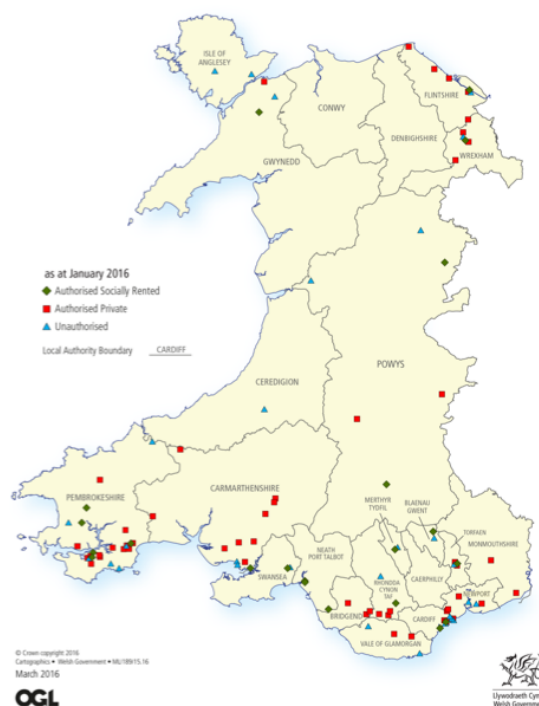 ISLE OF
ANGLESEY
CONWY
FLINTSHIRE
DENBIGHSHIRE
WREXHAM
GWYNEDD
as at January 2016
Authorised Socially Rented
Authorised Private
Unauthorised
Local Authority Boundary CARDIFF
POWYS
CEREDIGION
CARMARTHENSHIRE
PEMBROKESHIRE
MERTHYR
TYDFIL
BLAENAU
GWENT
TORFAEN
MONMOUTHSHIRE
NEATH
PORT TALBOT
SWANSEA
RHONDDA
CYNON
TAF
CAERPHILLY
NEWPORT
BRIDGEND
CARDIFF
VALE OF GLAMORGAN
© Crown copyright 2016
Cartographics • Welsh Government • ML/189/15.16
March 2016
OGL
Llywodraeth Cym
Welsh Governme